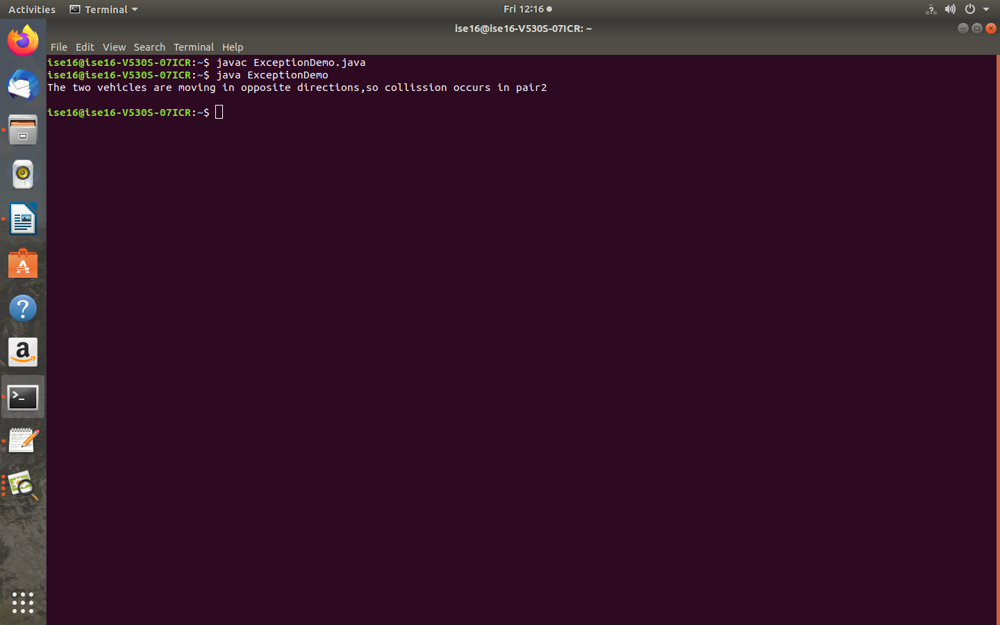 Activities
Terminal
Fri 12:16
ise16@ise16-V530S-07ICR: ~
File Edit View Search Terminal Help
ise16@ise16-V530S-07ICR:~$ javac ExceptionDemo.java
ise16@ise16-V530S-07ICR:~$ java ExceptionDemo
The two vehicles are moving in opposite directions,so collission occurs in pair2
ise16@ise16-V530S-07ICR:~$